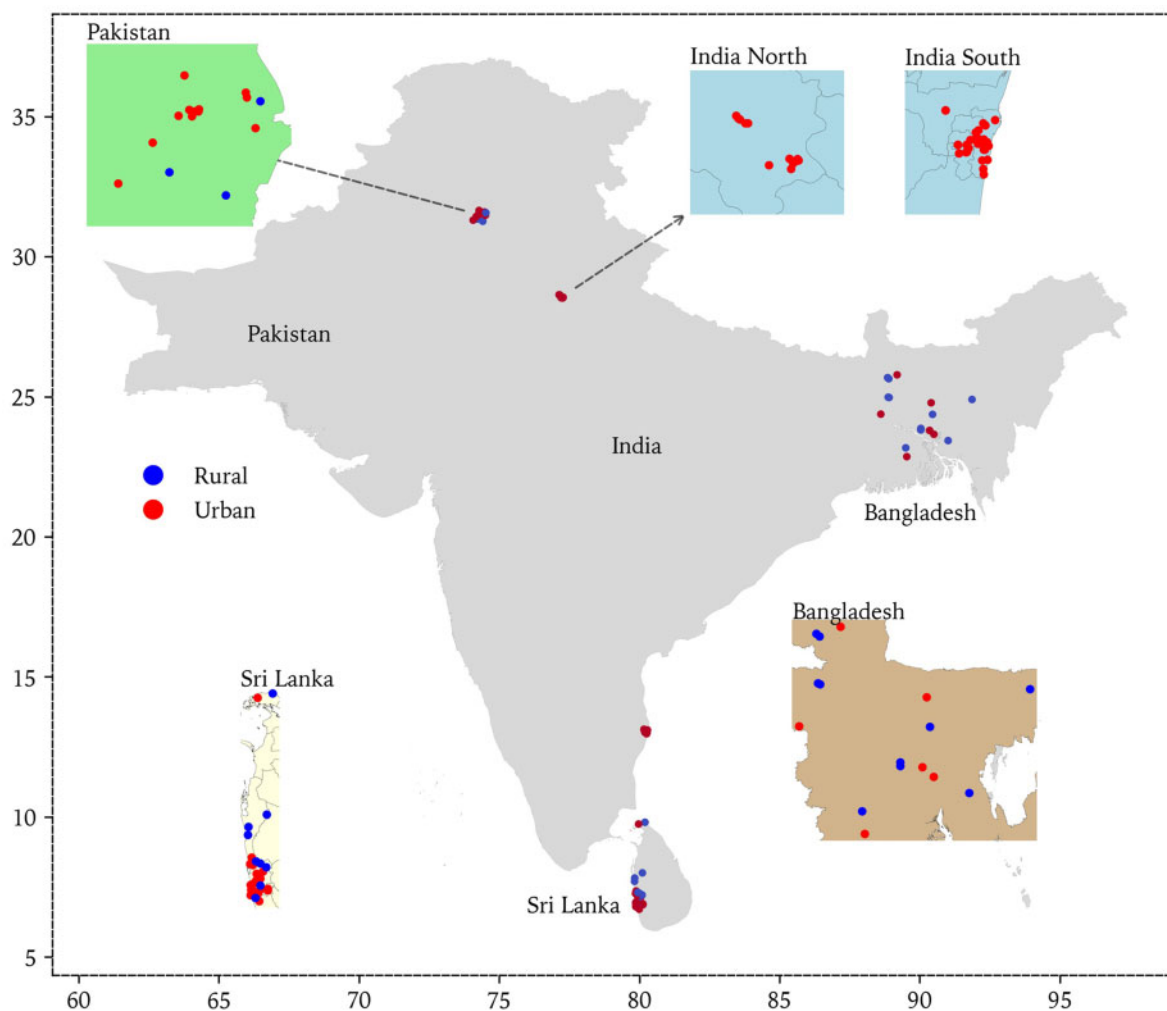 Pakistan
India North
India South
35
30
Pakistan
25
India
Rural
Urban
Bangladesh
20
Bangladesh
15
Sri Lanka
10
Sri Lanka
5
60 65 70 75 80 85 90 95